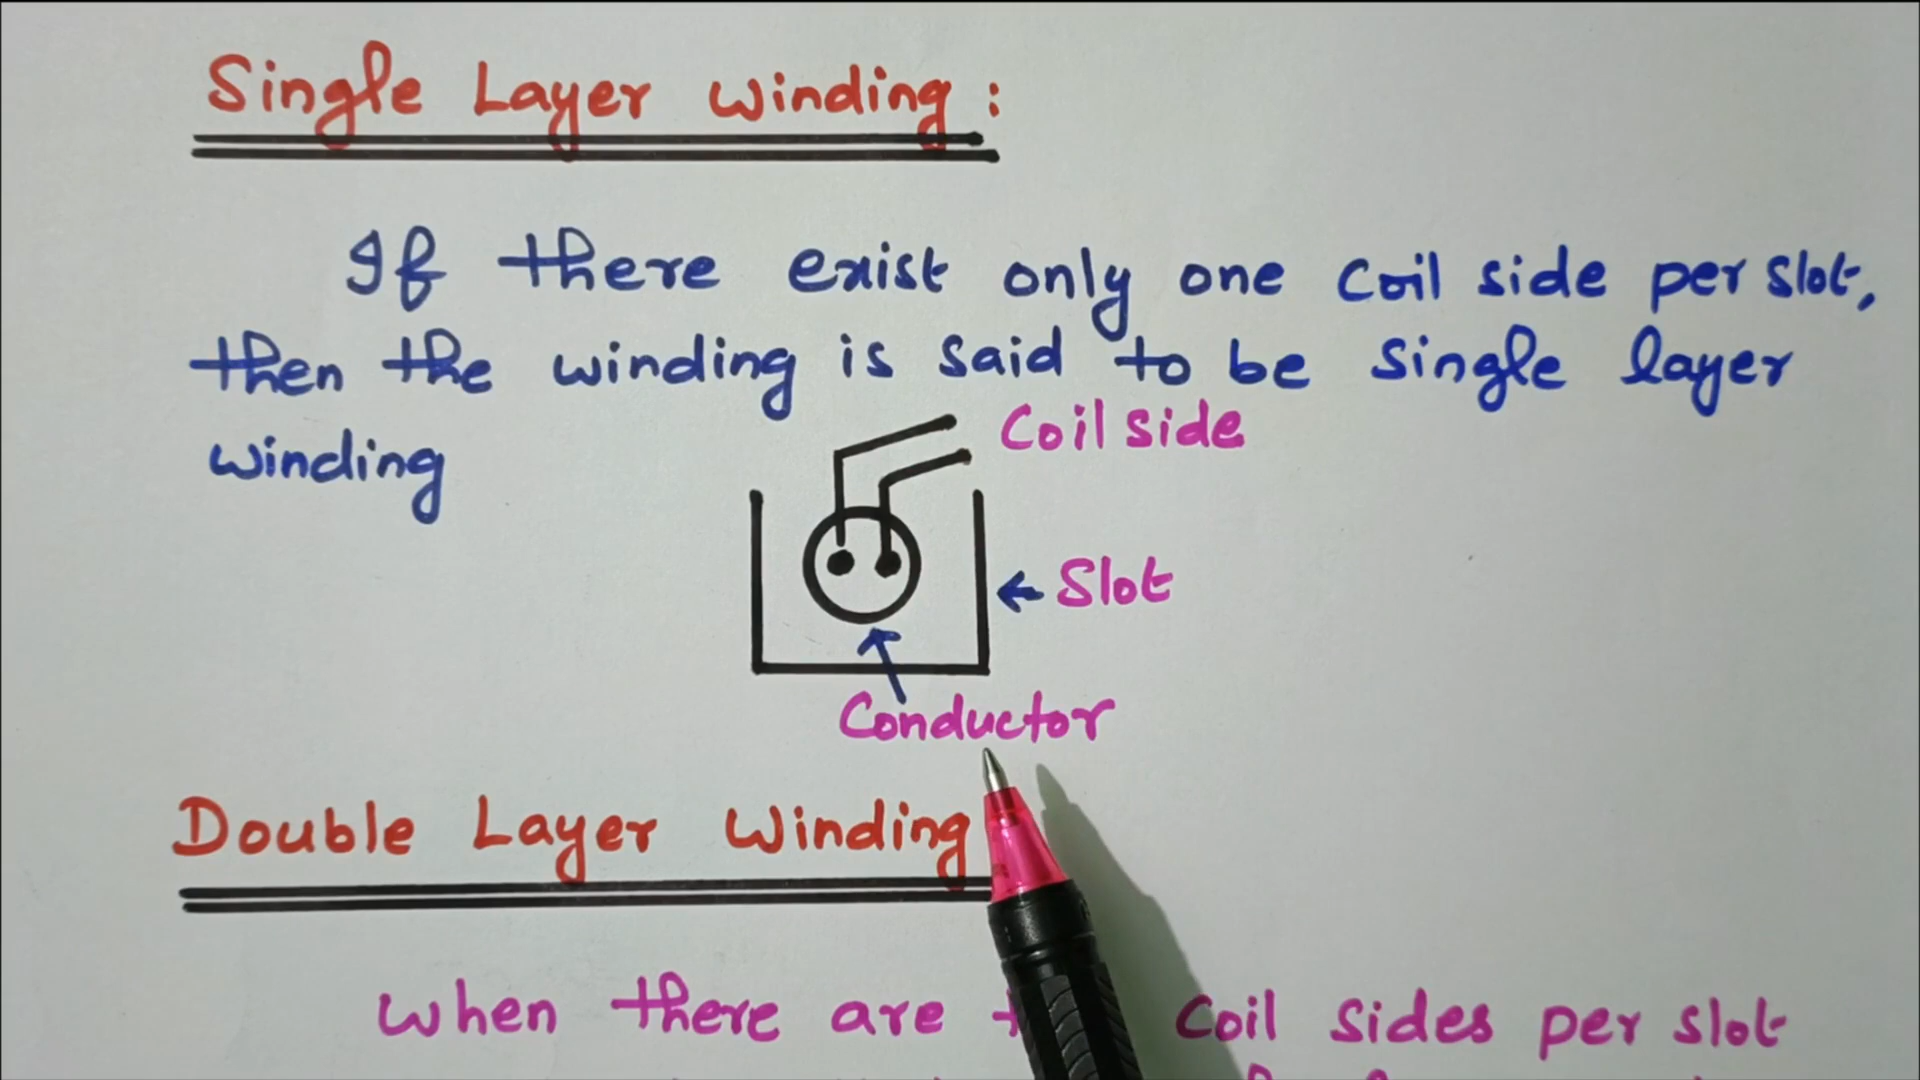 Single Layer Winding :
If there exist only one Coil side per slot,
then the winding is said to be Single layer
winding
Coil side
Slot
Conductor
Double Layer Winding
When there are coil sides per slot